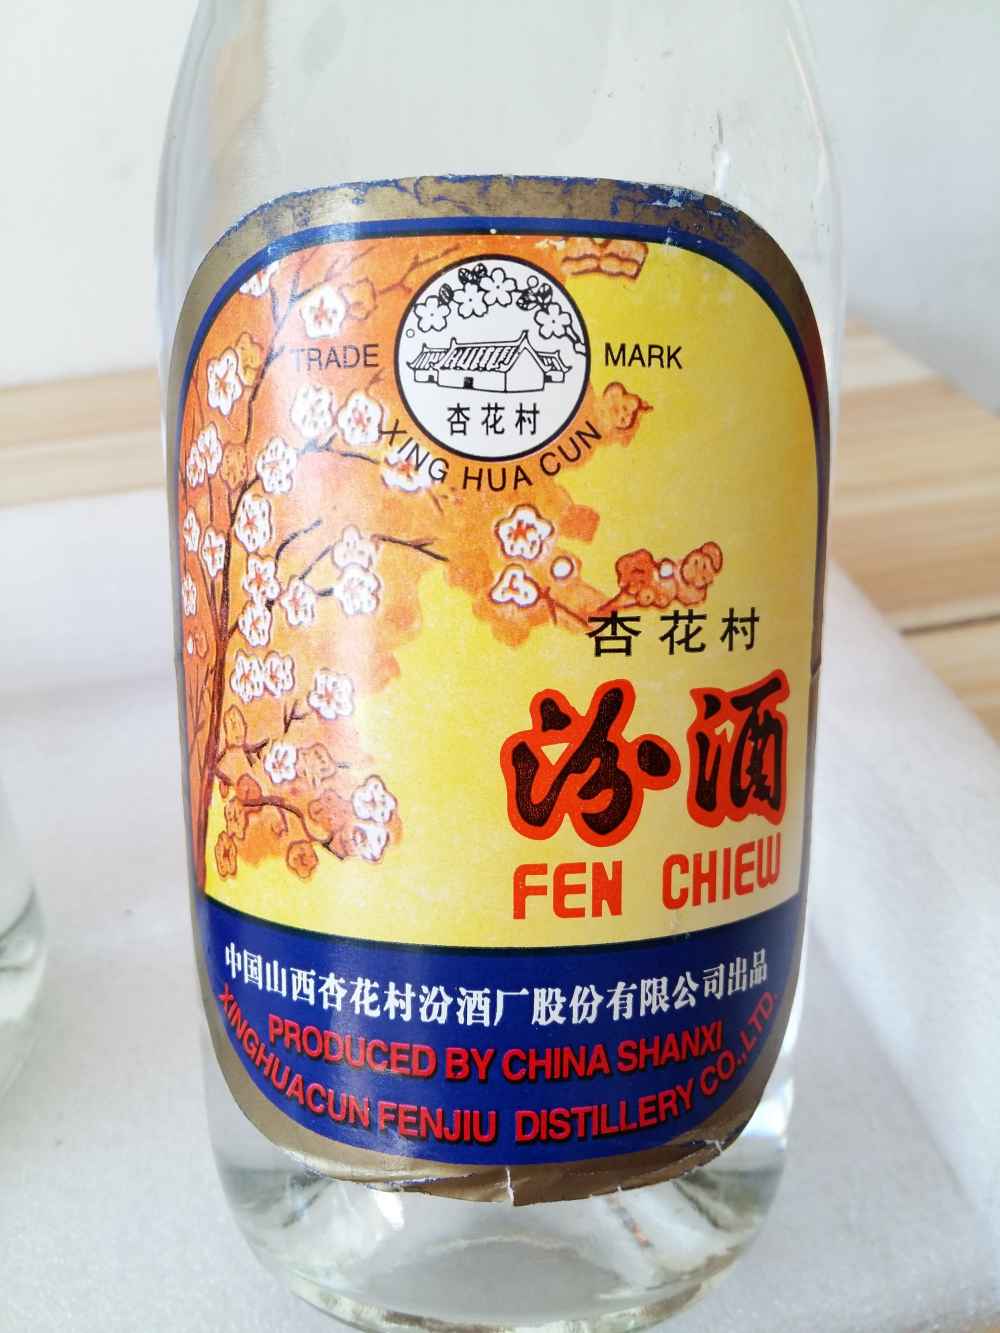 TRADE MARK
杏花村
XING HUA CUN
杏花村
汾酒
FEN CHIEW
中国山西杏花村汾酒厂股份有限公司出品
PRODUCED BY CHINA SHANXI
XINGHUACUN FENJIU DISTILLERY CO.,LTD.